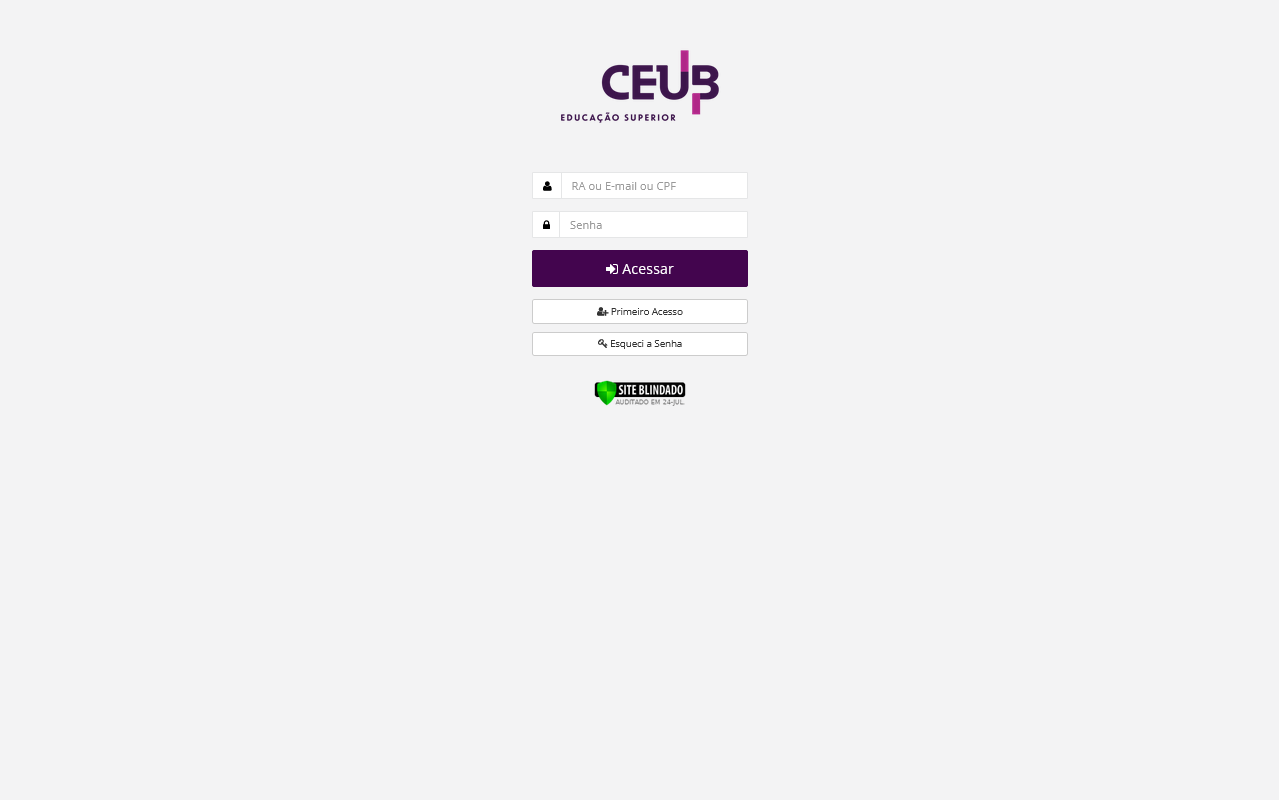 CEUB
EDUCAÇÃO SUPERIOR
RA ou E-mail ou CPF
Senha
Acessar
Primeiro Acesso
Esqueci a Senha
SITE BLINDADO
AUDITADO EM 24-JUL.